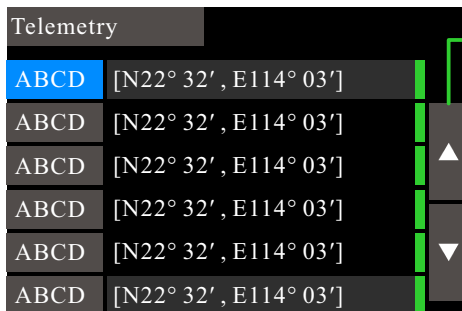 Telemetry
ABCD [N22° 32′ , E114° 03′]
ABCD [N22° 32′ , E114° 03′]
ABCD [N22° 32′ , E114° 03′]
ABCD [N22° 32′ , E114° 03′]
ABCD [N22° 32′ , E114° 03′]
ABCD [N22° 32′ , E114° 03′]